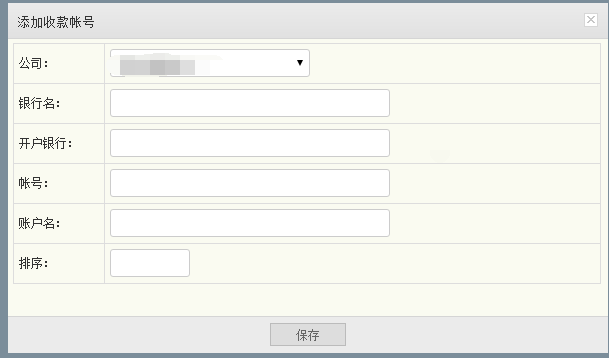 添加收款帐号
公司：
银行名：
开户银行：
帐号：
账户名：
排序：
保存